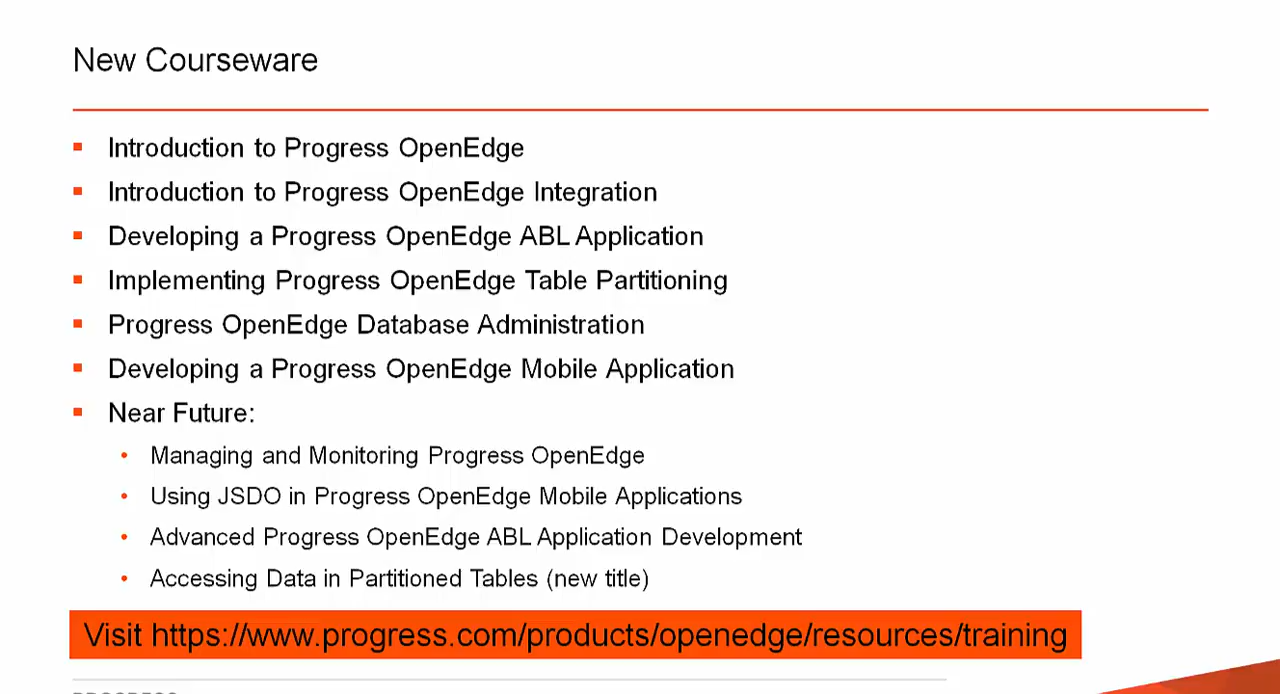 New Courseware
Introduction to Progress OpenEdge
Introduction to Progress OpenEdge Integration
Developing a Progress OpenEdge ABL Application
Implementing Progress OpenEdge Table Partitioning
Progress OpenEdge Database Administration
Developing a Progress OpenEdge Mobile Application
Near Future:
Managing and Monitoring Progress OpenEdge
Using JSDO in Progress OpenEdge Mobile Applications
Advanced Progress OpenEdge ABL Application Development
Accessing Data in Partitioned Tables (new title)
Visit https://www.progress.com/products/openedge/resources/training